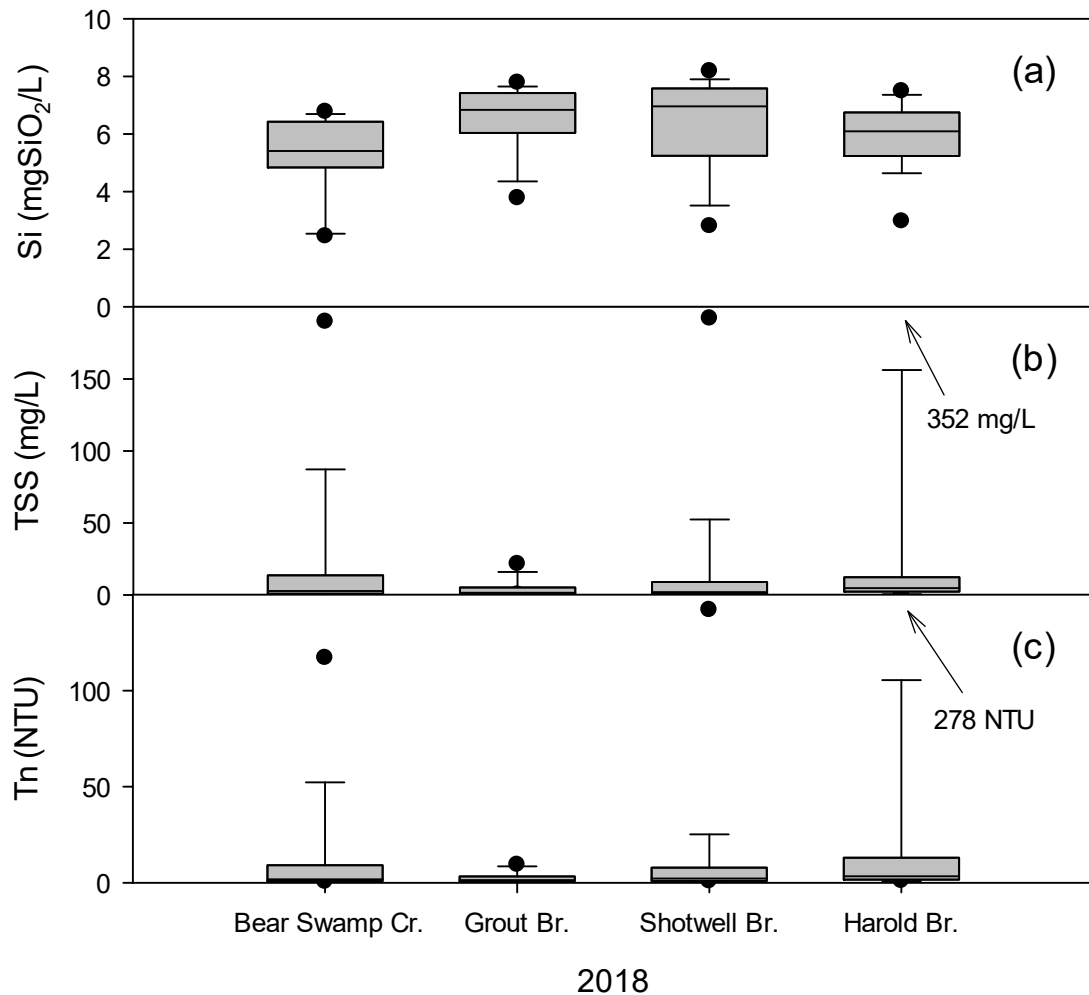 10
8
6
4
2
0
Si (mgSiO₂/L)
(a)
150
100
50
0
TSS (mg/L)
(b)
352 mg/L
100
50
0
Tn (NTU)
(c)
278 NTU
Bear Swamp Cr. Grout Br. Shotwell Br. Harold Br.
2018